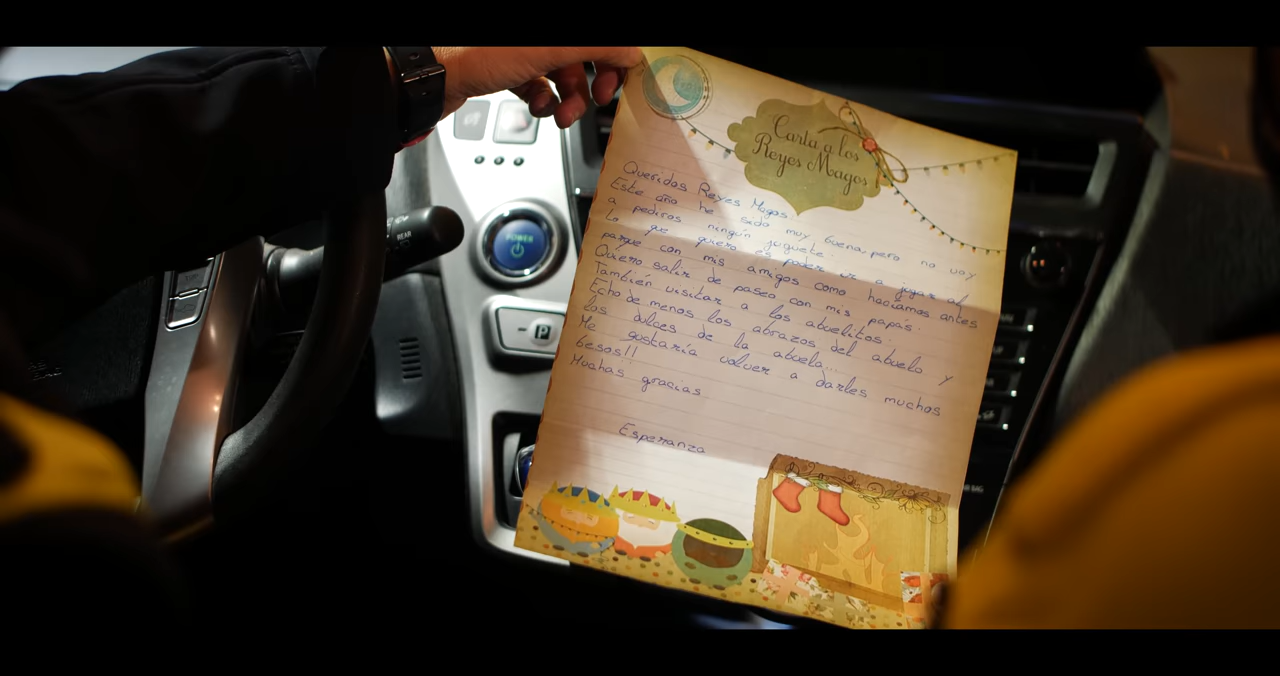 Carta a los
Reyes Magos
Queridos Reyes Magos:
Este año he sido muy buena, pero no voy
a pediros ningún juguete.
Lo que quiero es poder ir a jugar al
parque con mis amigos como hacíamos antes
Quiero salir de paseo con mis papás.
También visitar a los abuelitos.
Echo de menos los abrazos del abuelo y
los dulces de la abuela...
Me gustaría volver a darles muchos
besos!!
Muchas gracias
Esperanza
POWER
P
REAR